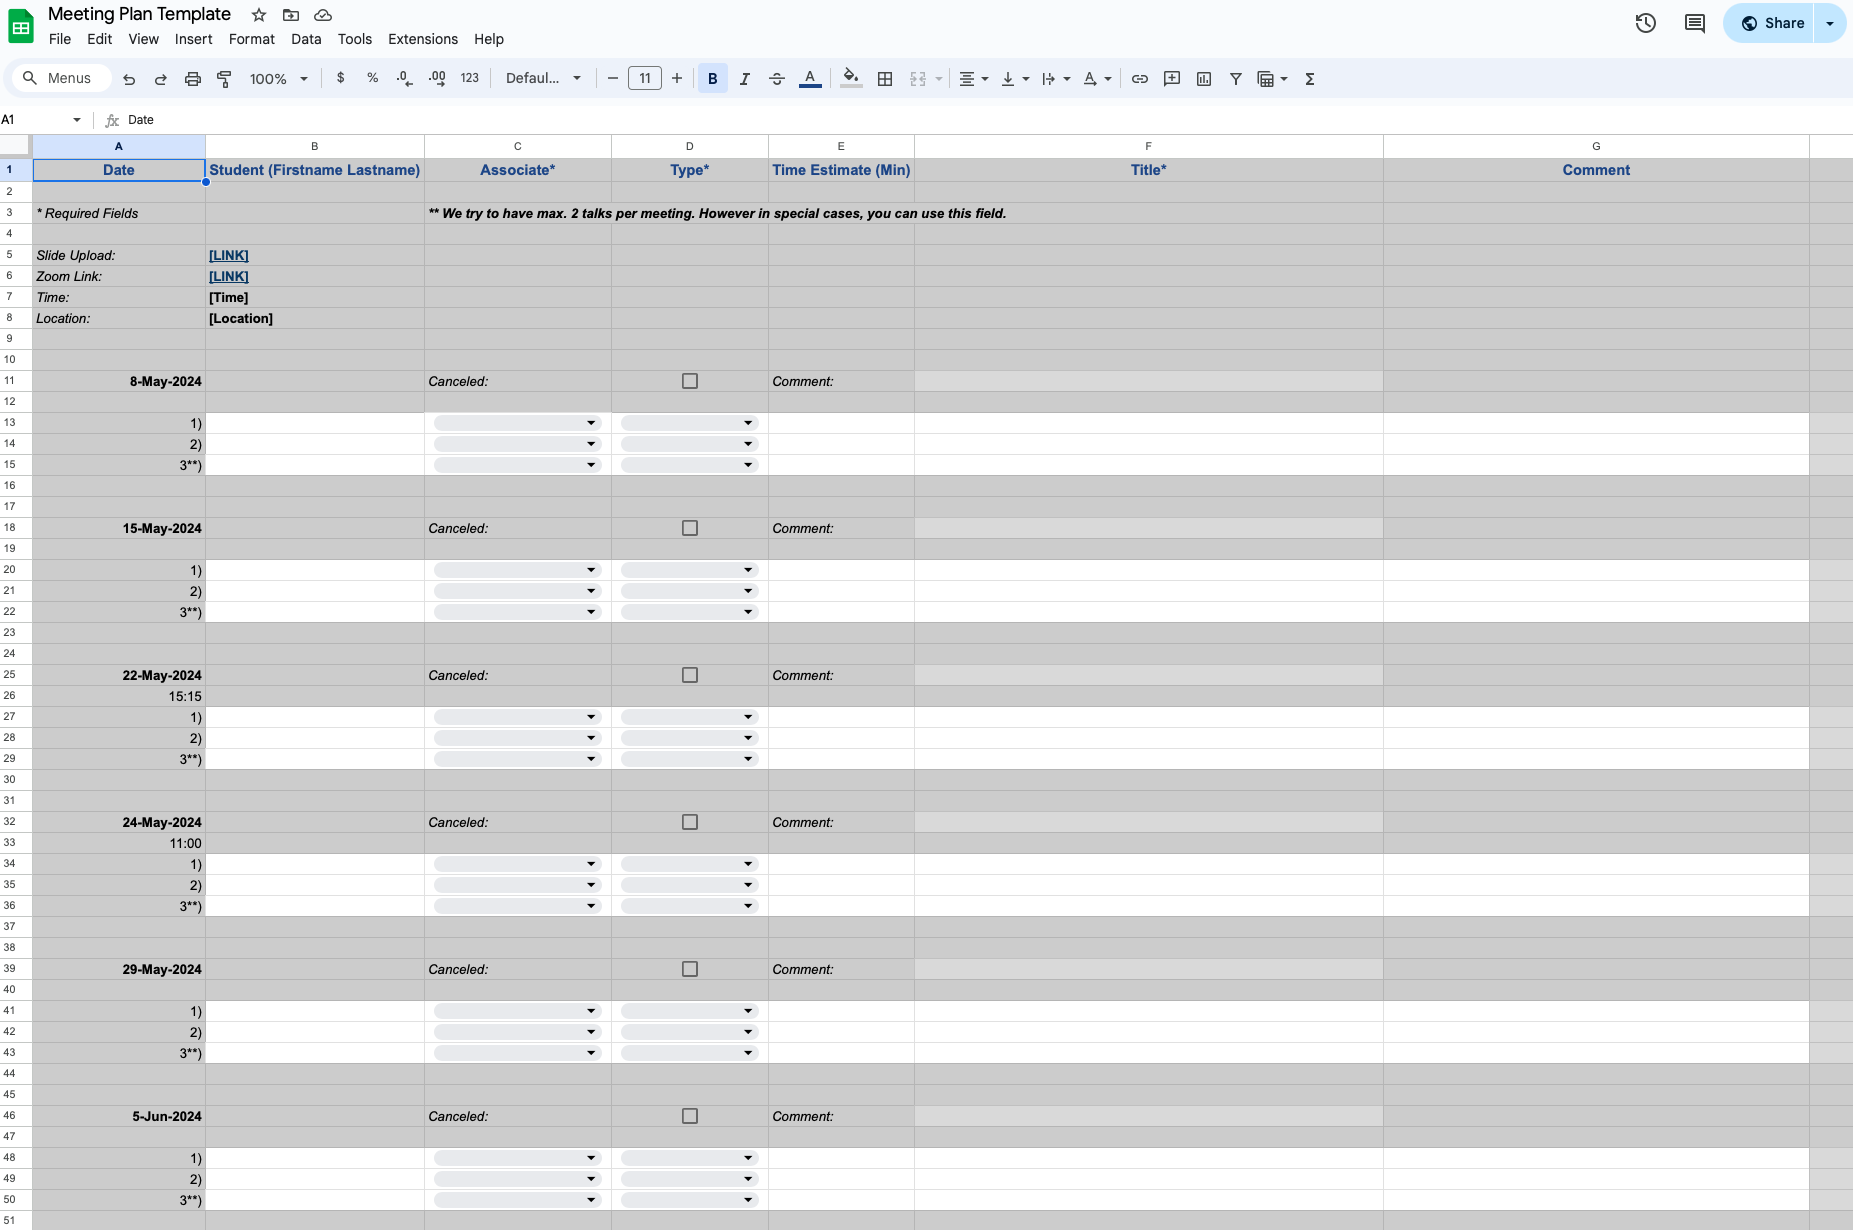 Meeting Plan Template
File Edit View Insert Format Data Tools Extensions Help
Share
Menus 100% $ % .0 .00 123 Defaul... 11 B I S A Σ
A1 fx Date
A B C D E F G
1 Date Student (Firstname Lastname) Associate* Type* Time Estimate (Min) Title* Comment
2
3 * Required Fields ** We try to have max. 2 talks per meeting. However in special cases, you can use this field.
4
5 Slide Upload: [LINK]
6 Zoom Link: [LINK]
7 Time: [Time]
8 Location: [Location]
9
10
11 8-May-2024 Canceled: Comment:
12
13 1)
14 2)
15 3**)
16
17
18 15-May-2024 Canceled: Comment:
19
20 1)
21 2)
22 3**)
23
24
25 22-May-2024 Canceled: Comment:
26 15:15
27 1)
28 2)
29 3**)
30
31
32 24-May-2024 Canceled: Comment:
33 11:00
34 1)
35 2)
36 3**)
37
38
39 29-May-2024 Canceled: Comment:
40
41 1)
42 2)
43 3**)
44
45
46 5-Jun-2024 Canceled: Comment:
47
48 1)
49 2)
50 3**)
51